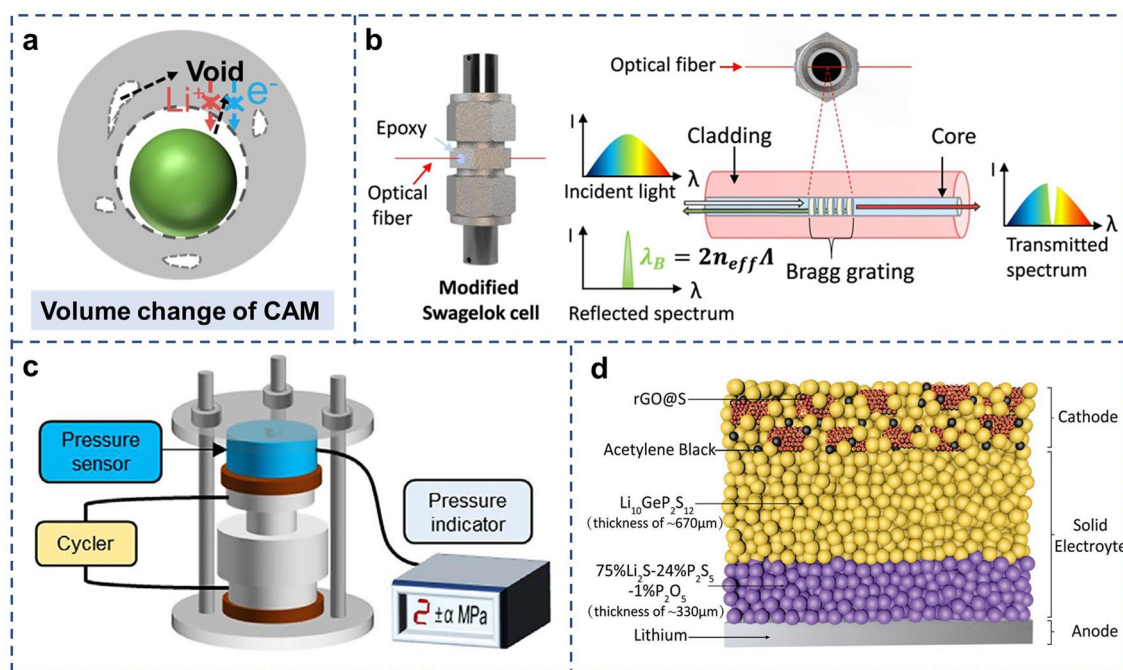 a
Void
Li⁺
e⁻
Volume change of CAM
b
Optical fiber
Epoxy
Optical
fiber
Modified
Swagelok cell
I
λ
Incident light
Cladding
Core
I
λ
Reflected spectrum
λ_B = 2n_eff Λ
Bragg grating
I
λ
Transmitted
spectrum
c
Pressure
sensor
Cycler
Pressure
indicator
2 ±α MPa
d
rGO@S
Acetylene Black
Li₁₀GeP₂S₁₂
(thickness of ~670μm)
75%Li₂S-24%P₂S₅
-1%P₂O₅
(thickness of ~330μm)
Lithium
Cathode
Solid
Electroyte
Anode